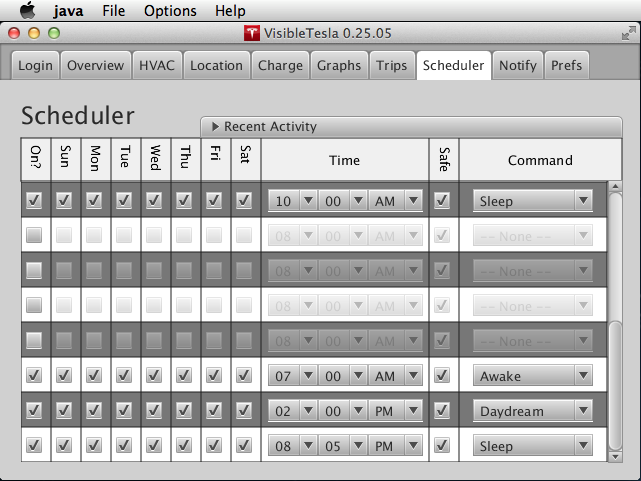 java File Options Help
VisibleTesla 0.25.05
Login Overview HVAC Location Charge Graphs Trips Scheduler Notify Prefs
Scheduler
Recent Activity
On? Sun Mon Tue Wed Thu Fri Sat Time Safe Command
10 00 AM Sleep
08 00 AM -- None --
08 00 AM -- None --
08 00 AM -- None --
08 00 AM -- None --
07 00 AM Awake
02 00 PM Daydream
08 05 PM Sleep